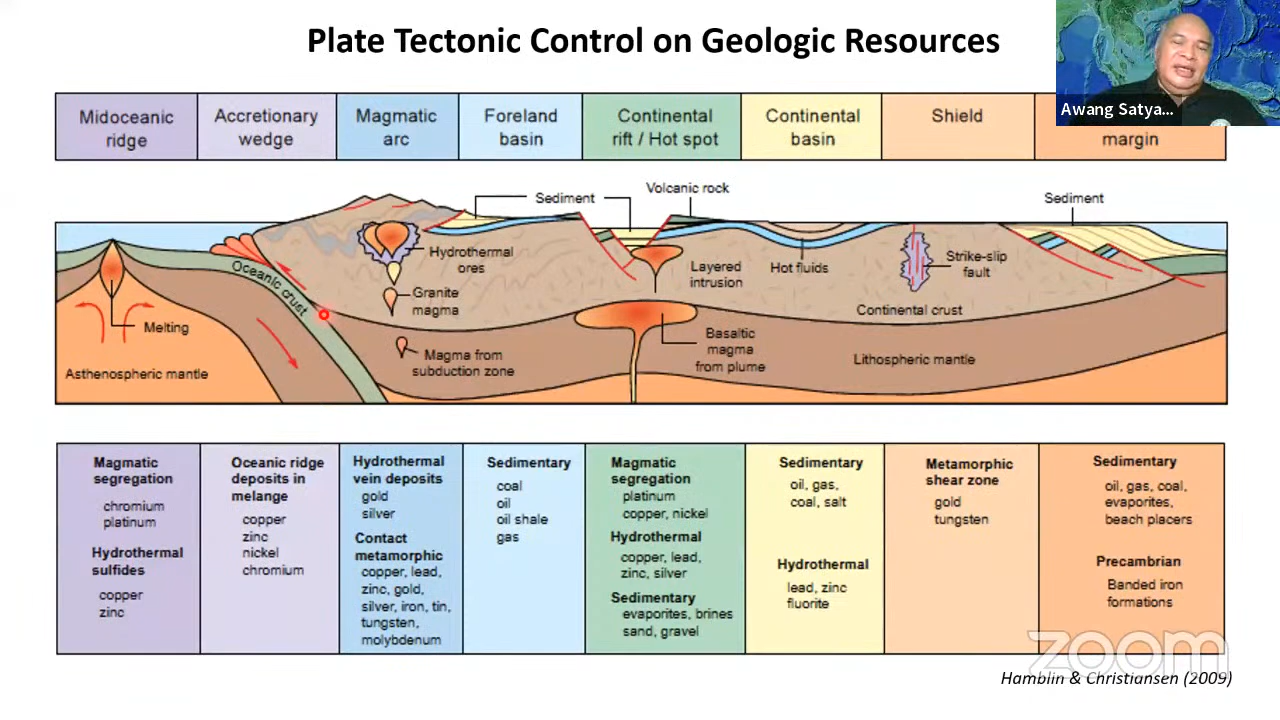 Plate Tectonic Control on Geologic Resources
Awang Satya...
Midoceanic
ridge
Accretionary
wedge
Magmatic
arc
Foreland
basin
Continental
rift / Hot spot
Continental
basin
Shield
margin
Sediment
Volcanic rock
Sediment
Hydrothermal
ores
Granite
magma
Layered
intrusion
Hot fluids
Strike-slip
fault
Oceanic crust
Continental crust
Melting
Magma from
subduction zone
Basaltic
magma
from plume
Lithospheric mantle
Asthenospheric mantle
Magmatic
segregation
chromium
platinum
Hydrothermal
sulfides
copper
zinc
Oceanic ridge
deposits in
melange
copper
zinc
nickel
chromium
Hydrothermal
vein deposits
gold
silver
Contact
metamorphic
copper, lead,
zinc, gold,
silver, iron, tin,
tungsten,
molybdenum
Sedimentary
coal
oil
oil shale
gas
Magmatic
segregation
platinum
copper, nickel
Hydrothermal
copper, lead,
zinc, silver
Sedimentary
evaporites, brines
sand, gravel
Sedimentary
oil, gas,
coal, salt
Hydrothermal
lead, zinc
fluorite
Metamorphic
shear zone
gold
tungsten
Sedimentary
oil, gas, coal,
evaporites,
beach placers
Precambrian
Banded iron
formations
zoom
Hamblin & Christiansen (2009)